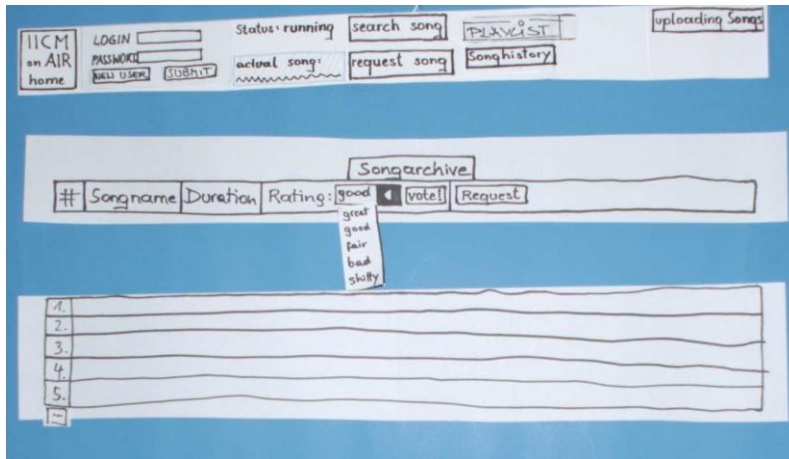 IICM
on AIR
home
LOGIN
PASSWORD
NEW USER SUBMIT
Status: running
actual song:
search song
request song
PLAYLIST
Songhistory
uploading Songs
Songarchive
# Songname Duration Rating: good vote! Request
great
good
fair
bad
shitty
1.
2.
3.
4.
5.